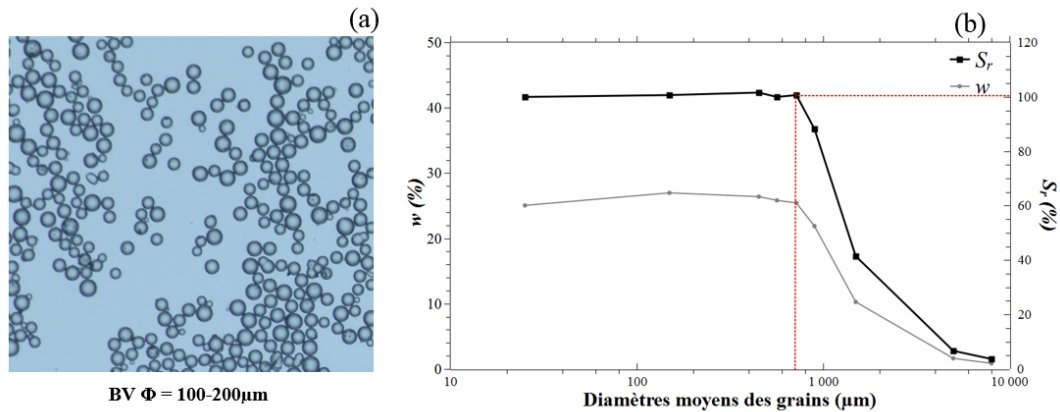 (a)
BV Φ = 100-200µm
(b)
50
40
30
20
10
0
w (%)
120
100
80
60
40
20
0
Sr (%)
Sr
w
10
100
1 000
10 000
Diamètres moyens des grains (µm)